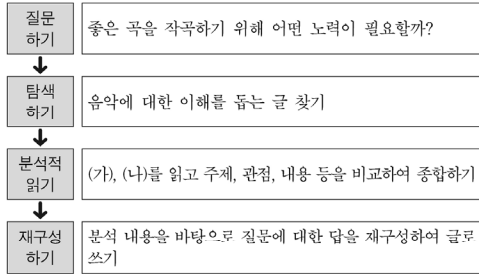 질문
하기
좋은 곡을 작곡하기 위해 어떤 노력이 필요할까?
탐색
하기
음악에 대한 이해를 돕는 글 찾기
분석적
읽기
(가), (나)를 읽고 주제, 관점, 내용 등을 비교하여 종합하기
재구성
하기
분석 내용을 바탕으로 질문에 대한 답을 재구성하여 글로
쓰기